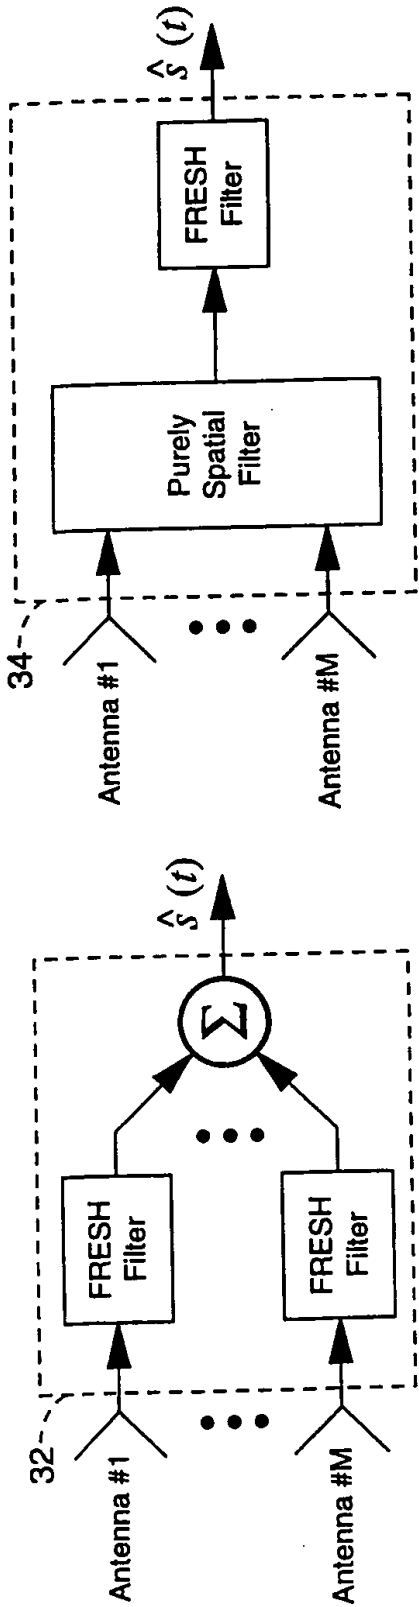 32
Antenna #1
Antenna #M
FRESH
Filter
FRESH
Filter
Σ
ŝ (t)
34
Antenna #1
Antenna #M
Purely
Spatial
Filter
FRESH
Filter
ŝ (t)